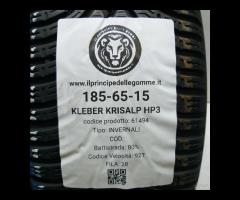 www.ilprincipedellegomme.it
185-65-15
KLEBER KRISALP HP3
codice prodotto: 61494
Tipo: INVERNALI
COD:
Battistrada: 80%
Codice Velocità: 92T
FILA: 28